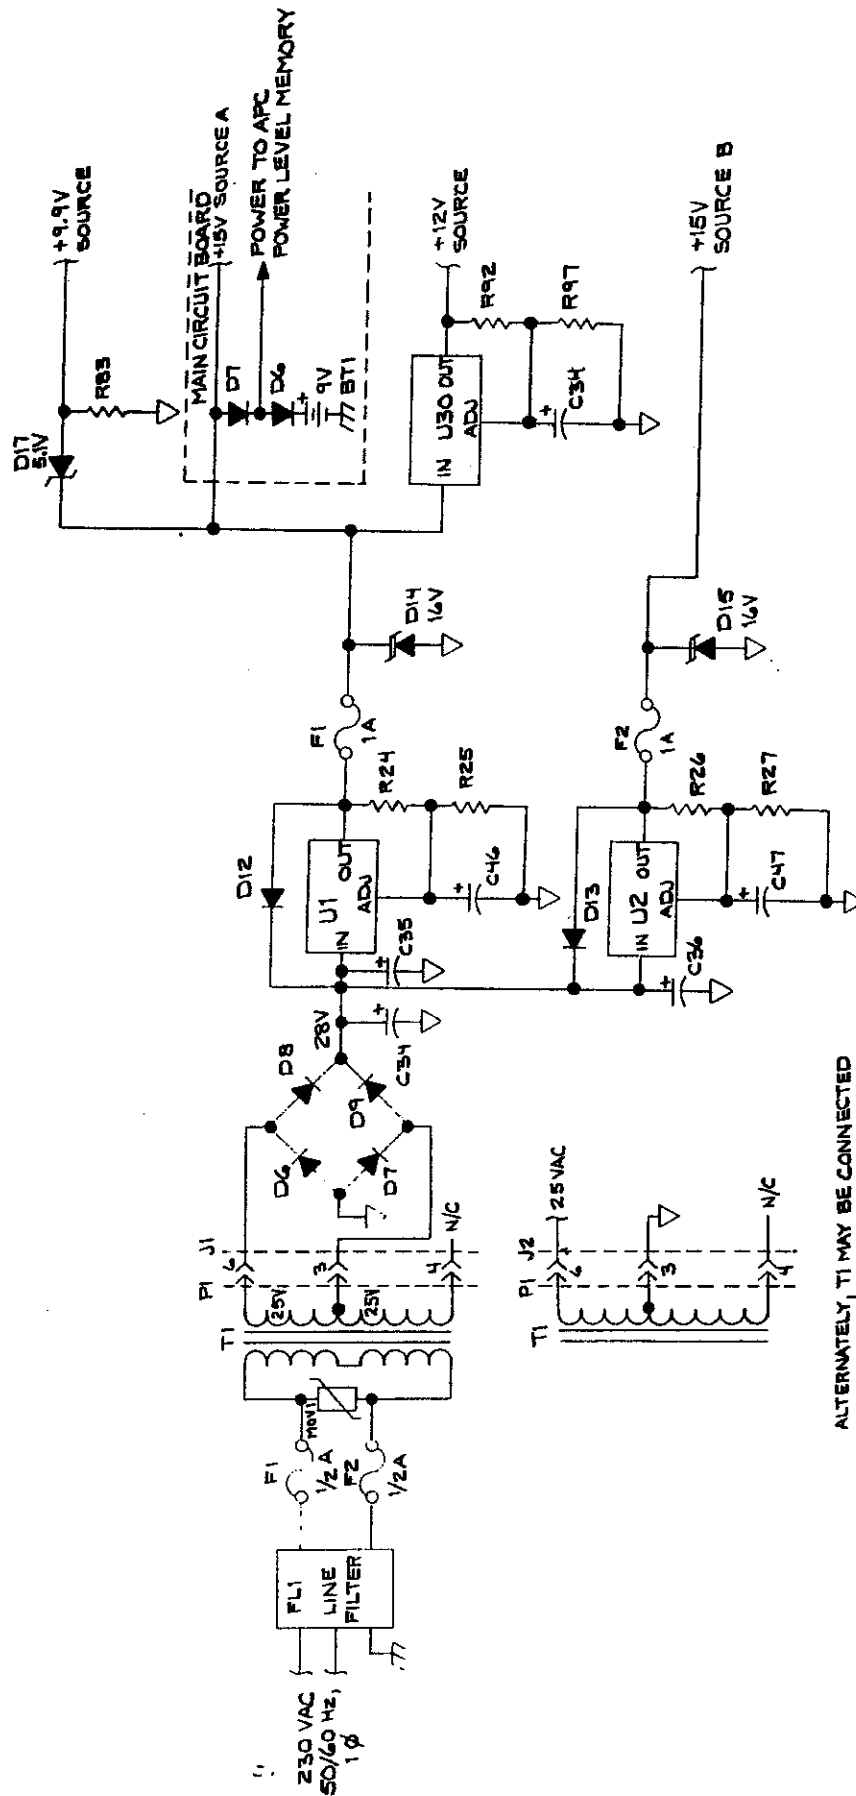 230 VAC
50/60 Hz,
1Ø
FL1
LINE
FILTER
F1
1/2 A
F2
1/2A
MOV1
T1
25V
25V
P1
J1
6
3
4
N/C
D6
D8
D7
D9
28V
C34
+
D12
C35
+
U1
IN
OUT
ADJ
R24
R25
C46
+
F1
1A
D14
16V
D17
5.1V
R83
+9.9V
SOURCE
MAIN CIRCUIT BOARD
+15V SOURCE A
D7
D6
POWER TO APC
POWER LEVEL MEMORY
+
9V
BT1
IN
U30
OUT
ADJ
+12V
SOURCE
R92
R97
C34
+
D13
C36
+
U2
IN
OUT
ADJ
R26
R27
C47
+
F2
1A
D15
16V
+15V
SOURCE B
T1
P1
J2
6
3
4
25VAC
N/C
ALTERNATELY, T1 MAY BE CONNECTED